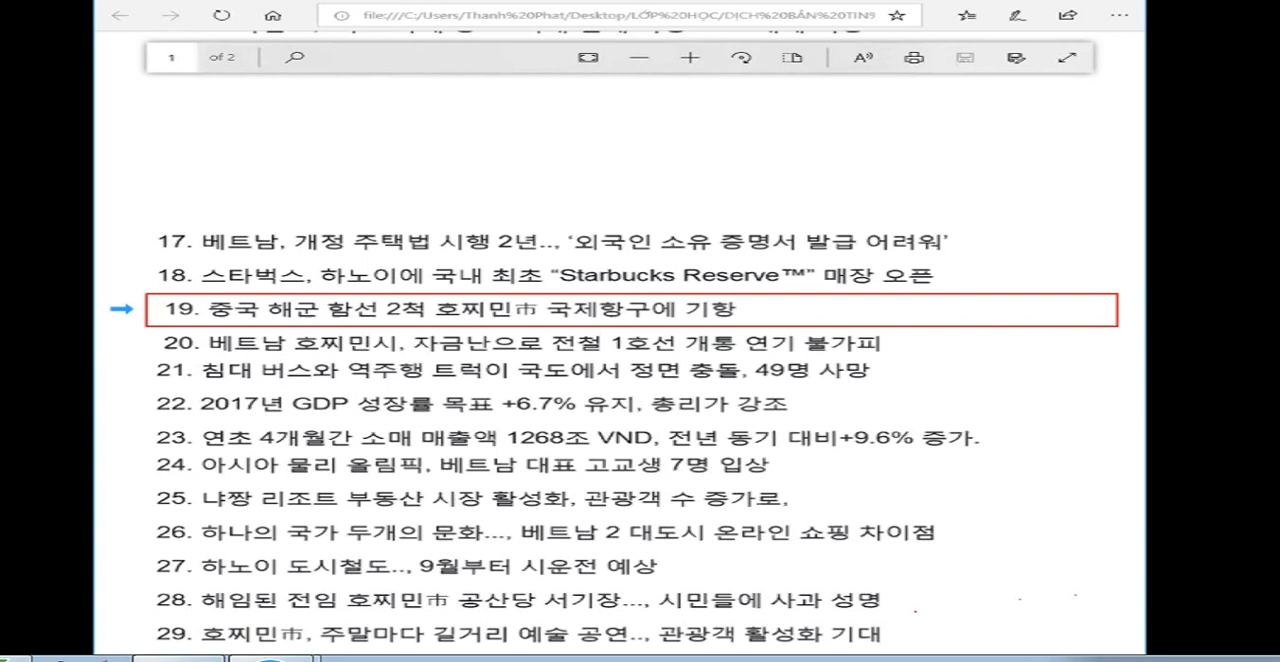 file:///C:/Users/Thanh%20Phat/Desktop/LỚP%20HỌC/DỊCH%20BẢN%20TIN%
1 of 2
17. 베트남, 개정 주택법 시행 2년.., ‘외국인 소유 증명서 발급 어려워’
18. 스타벅스, 하노이에 국내 최초 “Starbucks Reserve™” 매장 오픈
19. 중국 해군 함선 2척 호찌민市 국제항구에 기항
20. 베트남 호찌민시, 자금난으로 전철 1호선 개통 연기 불가피
21. 침대 버스와 역주행 트럭이 국도에서 정면 충돌, 49명 사망
22. 2017년 GDP 성장률 목표 +6.7% 유지, 총리가 강조
23. 연초 4개월간 소매 매출액 1268조 VND, 전년 동기 대비+9.6% 증가.
24. 아시아 물리 올림픽, 베트남 대표 고교생 7명 입상
25. 냐짱 리조트 부동산 시장 활성화, 관광객 수 증가로,
26. 하나의 국가 두개의 문화..., 베트남 2 대도시 온라인 쇼핑 차이점
27. 하노이 도시철도.., 9월부터 시운전 예상
28. 해임된 전임 호찌민市 공산당 서기장..., 시민들에 사과 성명
29. 호찌민市, 주말마다 길거리 예술 공연.., 관광객 활성화 기대